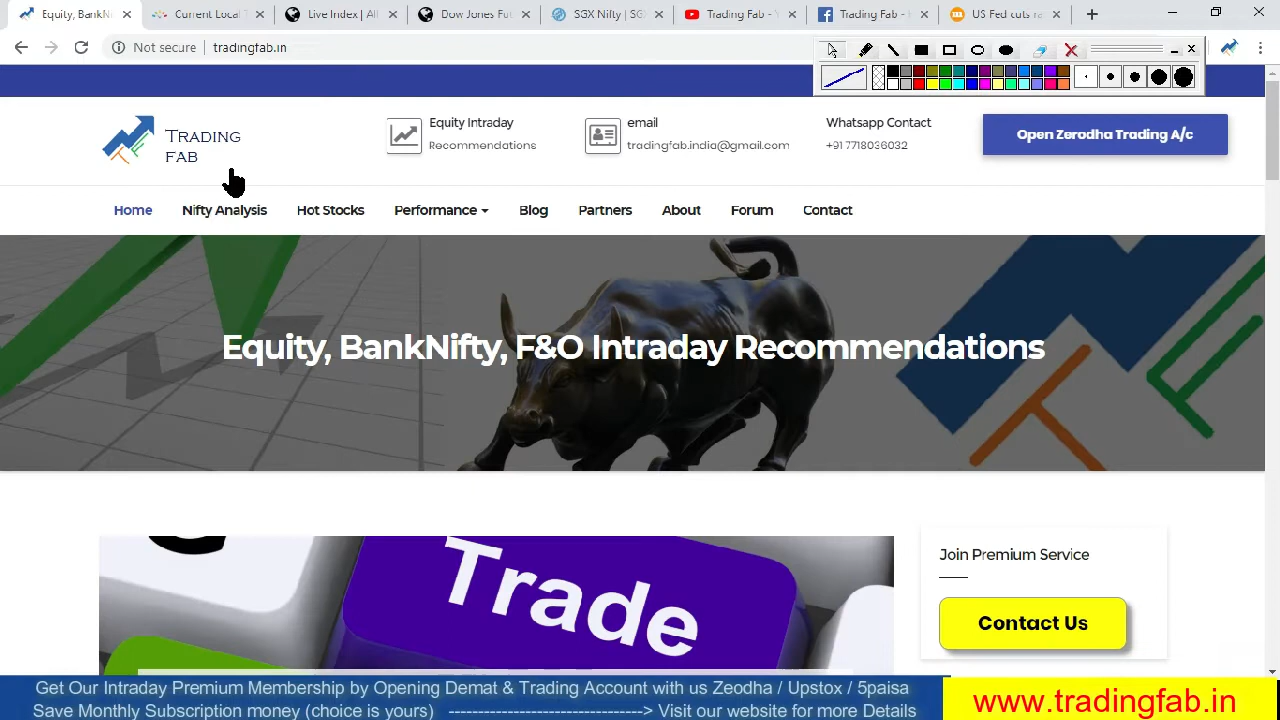 Equity, BankN
Current Local T
Live Index | All
Dow Jones Fut
SGX Nifty | SGX
Trading Fab - Y
Trading Fab - H
US Fed cuts ra
Not secure
tradingfab.in
TRADING
FAB
Equity Intraday
Recommendations
email
tradingfab.india@gmail.com
Whatsapp Contact
+91 7718036032
Open Zerodha Trading A/c
Home
Nifty Analysis
Hot Stocks
Performance
Blog
Partners
About
Forum
Contact
Equity, BankNifty, F&O Intraday Recommendations
Trade
Join Premium Service
Contact Us
Get Our Intraday Premium Membership by Opening Demat & Trading Account with us Zeodha / Upstox / 5paisa
Save Monthly Subscription money (choice is yours) ------------------------------> Visit our website for more Details
www.tradingfab.in